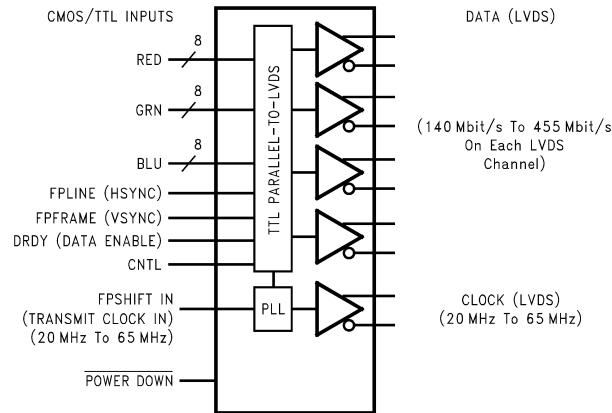 CMOS/TTL INPUTS
DATA (LVDS)
8
RED
8
GRN
(140 Mbit/s To 455 Mbit/s
On Each LVDS
Channel)
8
BLU
FPLINE (HSYNC)
FPFRAME (VSYNC)
DRDY (DATA ENABLE)
CNTL
TTL PARALLEL-TO-LVDS
FPSHIFT IN
(TRANSMIT CLOCK IN)
(20 MHz To 65 MHz)
PLL
CLOCK (LVDS)
(20 MHz To 65 MHz)
POWER DOWN